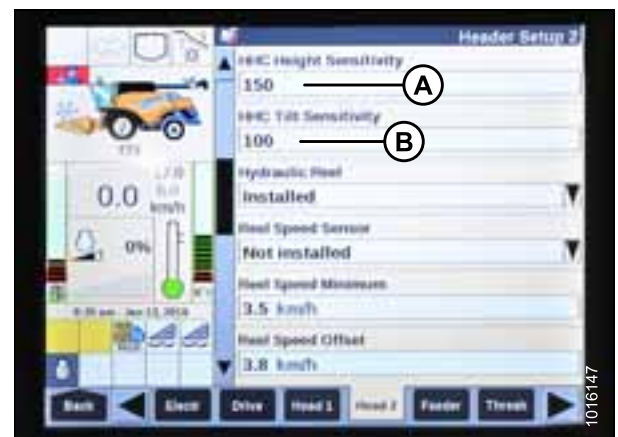 Header Setup 2
HHC Height Sensitivity
150
A
HHC Tilt Sensitivity
100
B
Hydraulic Reel
Installed
Reel Speed Sensor
Not installed
Reel Speed Minimum
3.5 km/h
Reel Speed Offset
3.8 km/h
0.0
km/h
0%
Back
Electr
Drive
Head 1
Head 2
Feeder
Thresh
1016147